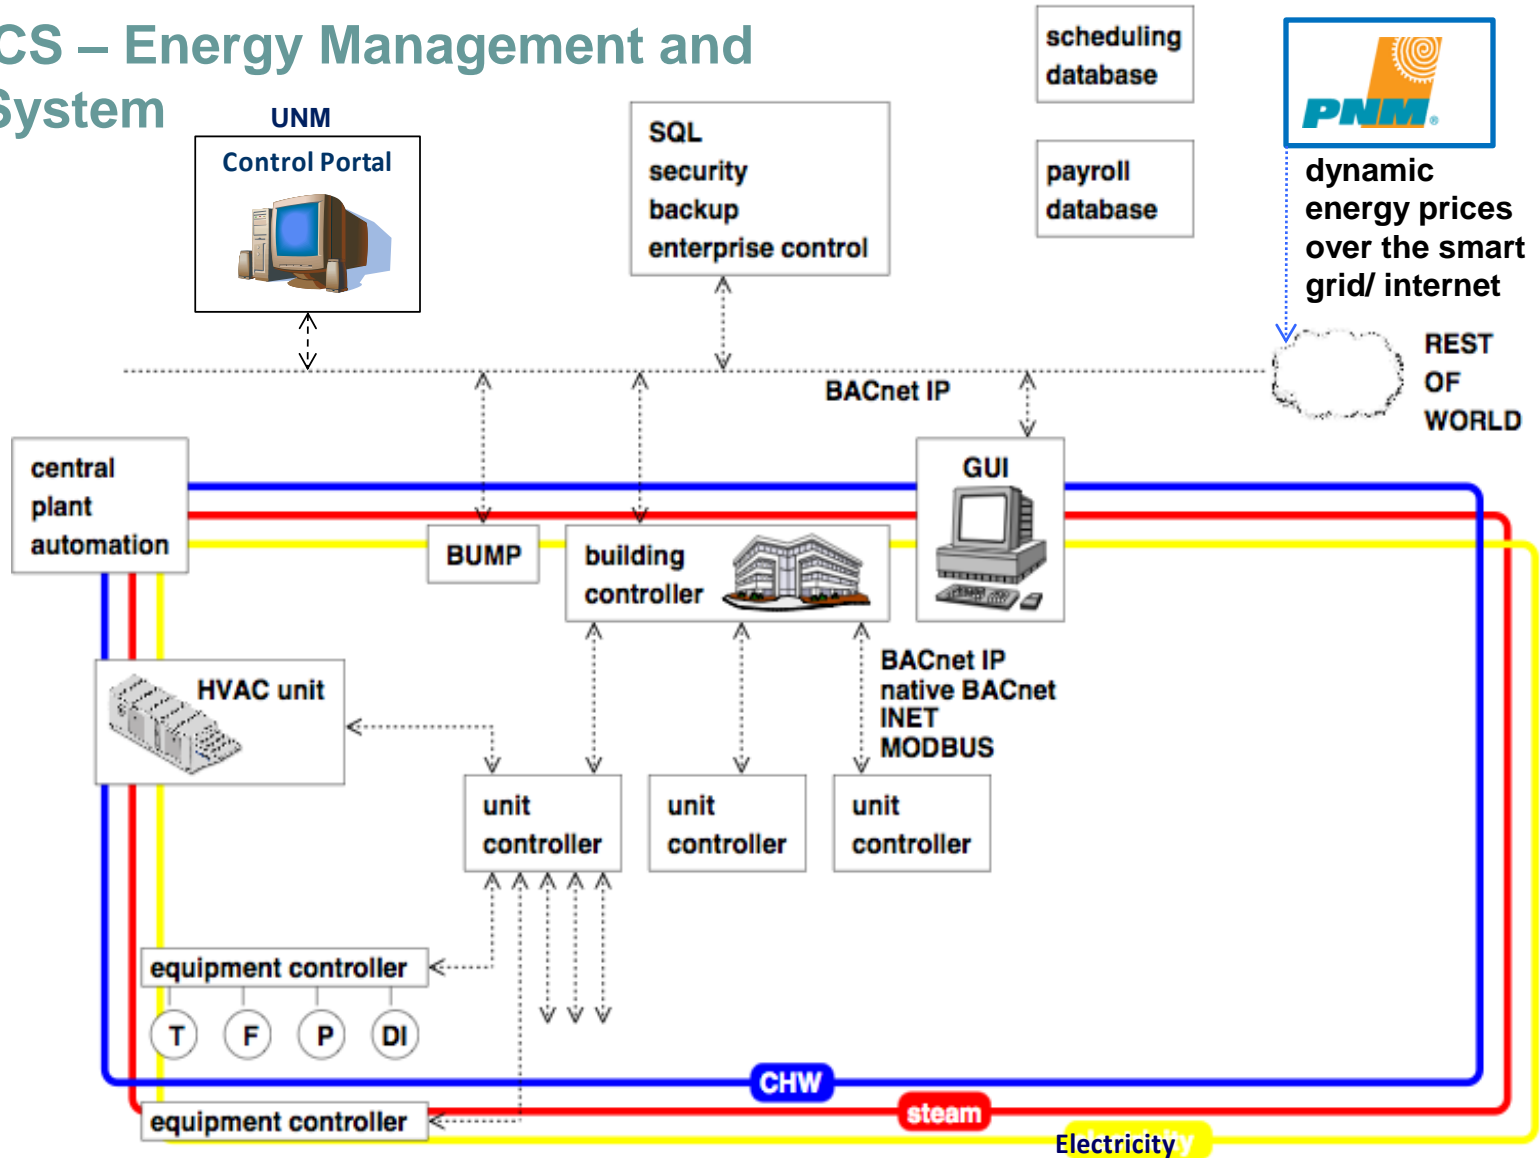 CS – Energy Management and
System
UNM
Control Portal
SQL
security
backup
enterprise control
scheduling
database
payroll
database
PNM®
dynamic
energy prices
over the smart
grid/ internet
REST
OF
WORLD
BACnet IP
central
plant
automation
BUMP
building
controller
GUI
HVAC unit
BACnet IP
native BACnet
INET
MODBUS
unit
controller
unit
controller
unit
controller
equipment controller
T F P DI
CHW
equipment controller
steam
Electricity